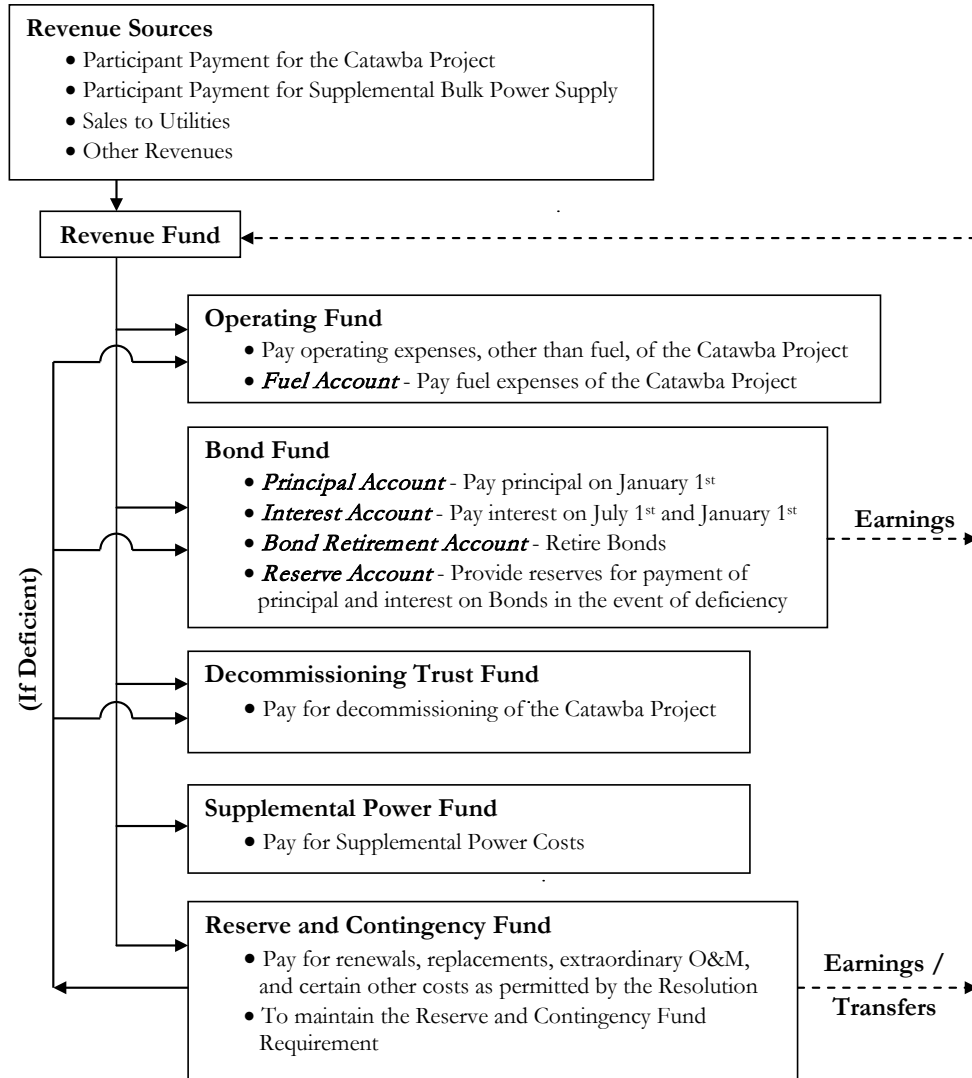 Revenue Sources
• Participant Payment for the Catawba Project
• Participant Payment for Supplemental Bulk Power Supply
• Sales to Utilities
• Other Revenues
Revenue Fund
Operating Fund
• Pay operating expenses, other than fuel, of the Catawba Project
• Fuel Account - Pay fuel expenses of the Catawba Project
Bond Fund
• Principal Account - Pay principal on January 1st
• Interest Account - Pay interest on July 1st and January 1st
• Bond Retirement Account - Retire Bonds
• Reserve Account - Provide reserves for payment of
principal and interest on Bonds in the event of deficiency
Earnings
(If Deficient)
Decommissioning Trust Fund
• Pay for decommissioning of the Catawba Project
Supplemental Power Fund
• Pay for Supplemental Power Costs
Reserve and Contingency Fund
• Pay for renewals, replacements, extraordinary O&M,
and certain other costs as permitted by the Resolution
• To maintain the Reserve and Contingency Fund
Requirement
Earnings /
Transfers